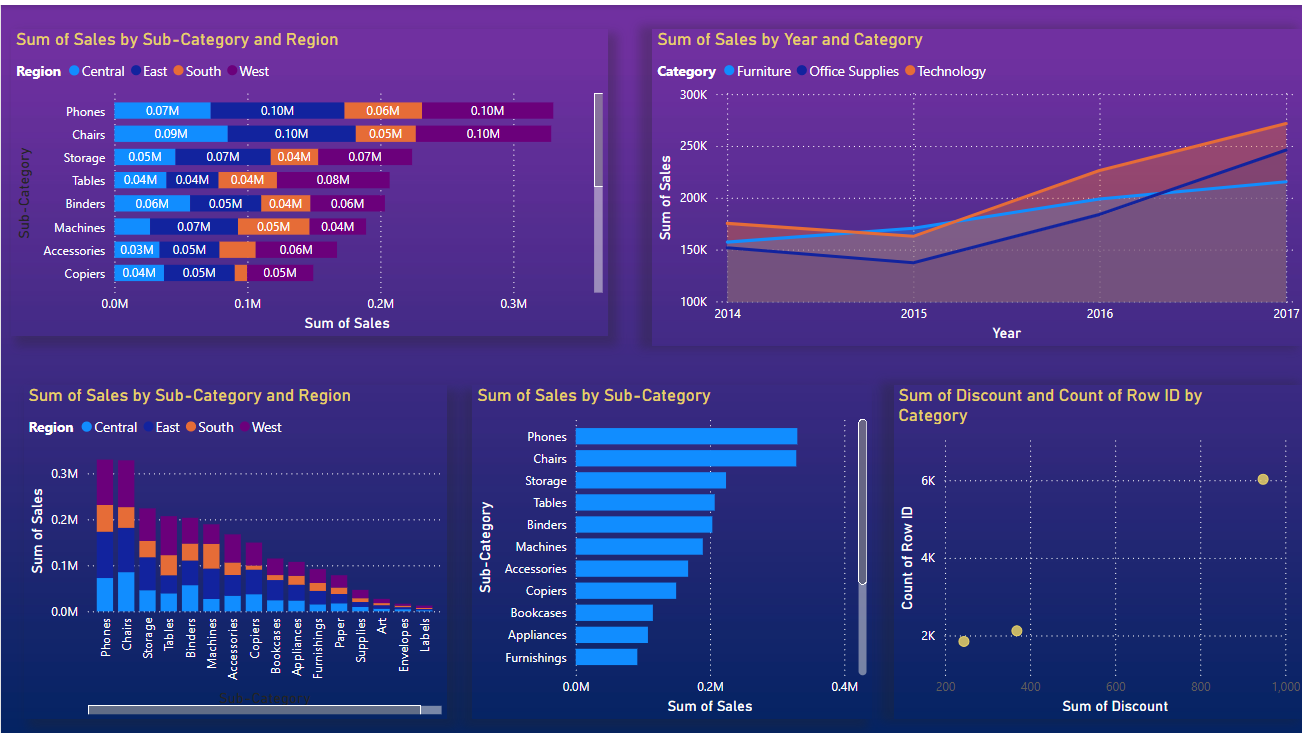 Sum of Sales by Sub-Category and Region
Region Central East South West
Sub-Category
Phones 0.07M 0.10M 0.06M 0.10M
Chairs 0.09M 0.10M 0.05M 0.10M
Storage 0.05M 0.07M 0.04M 0.07M
Tables 0.04M 0.04M 0.04M 0.08M
Binders 0.06M 0.05M 0.04M 0.06M
Machines 0.07M 0.05M 0.04M
Accessories 0.03M 0.05M 0.06M
Copiers 0.04M 0.05M 0.05M
0.0M 0.1M 0.2M 0.3M
Sum of Sales
Sum of Sales by Year and Category
Category Furniture Office Supplies Technology
Sum of Sales
300K
250K
200K
150K
100K
2014 2015 2016 2017
Year
Sum of Sales by Sub-Category and Region
Region Central East South West
Sum of Sales
0.3M
0.2M
0.1M
0.0M
Phones
Chairs
Storage
Tables
Binders
Machines
Accessories
Copiers
Bookcases
Appliances
Furnishings
Paper
Supplies
Art
Envelopes
Labels
Sub-Category
Sum of Sales by Sub-Category
Sub-Category
Phones
Chairs
Storage
Tables
Binders
Machines
Accessories
Copiers
Bookcases
Appliances
Furnishings
0.0M 0.2M 0.4M
Sum of Sales
Sum of Discount and Count of Row ID by
Category
Count of Row ID
6K
4K
2K
200 400 600 800 1,000
Sum of Discount